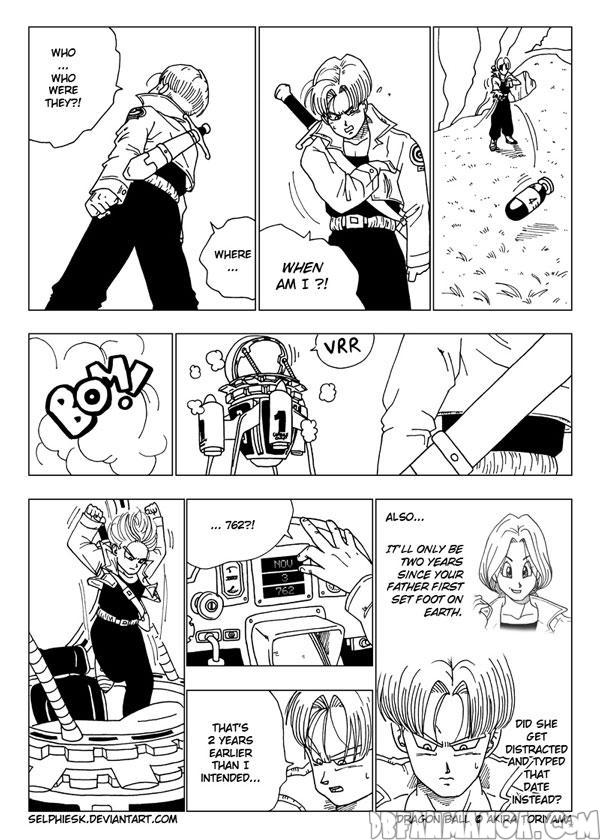 WHO
...
WHO
WERE
THEY?!
WHERE
...
WHEN
AM I ?!
4
BOM!
1
VRR
... 762?!
NOV
3
762
ALSO...
IT'LL ONLY BE
TWO YEARS
SINCE YOUR
FATHER FIRST
SET FOOT ON
EARTH.
THAT'S
2 YEARS
EARLIER
THAN I
INTENDED...
DID SHE
GET
DISTRACTED
AND TYPED
THAT
DATE
INSTEAD?
SELPHIESK.DEVIANTART.COM
DRAGON BALL © AKIRA TORIYAMA